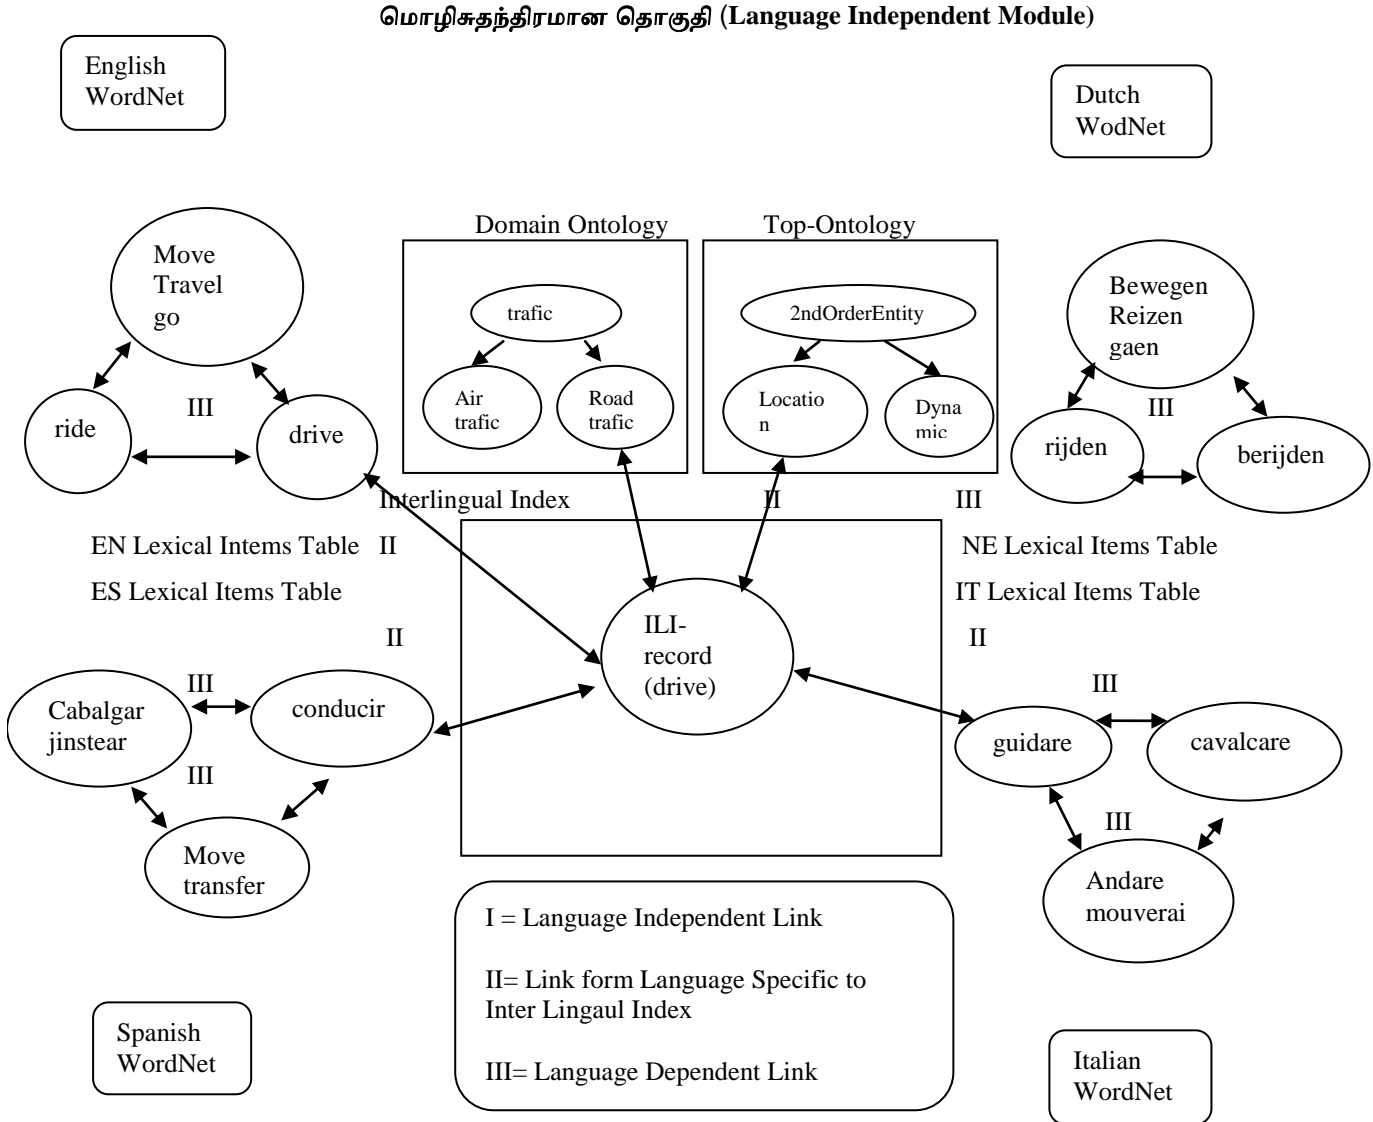 மொழிசுதந்திரமான தொகுதி (Language Independent Module)
English
WordNet
Dutch
WodNet
Domain Ontology
Top-Ontology
Move
Travel
go
ride
III
drive
trafic
Air
trafic
Road
trafic
2ndOrderEntity
Locatio
n
Dyna
mic
Bewegen
Reizen
gaen
III
rijden
berijden
Interlingual Index
II
III
EN Lexical Intems Table II
NE Lexical Items Table
ES Lexical Items Table
IT Lexical Items Table
II
II
ILI-
record
(drive)
III
Cabalgar
jinstear
conducir
III
Move
transfer
III
guidare
cavalcare
III
Andare
mouverai
I = Language Independent Link
II= Link form Language Specific to
Inter Lingaul Index
III= Language Dependent Link
Spanish
WordNet
Italian
WordNet